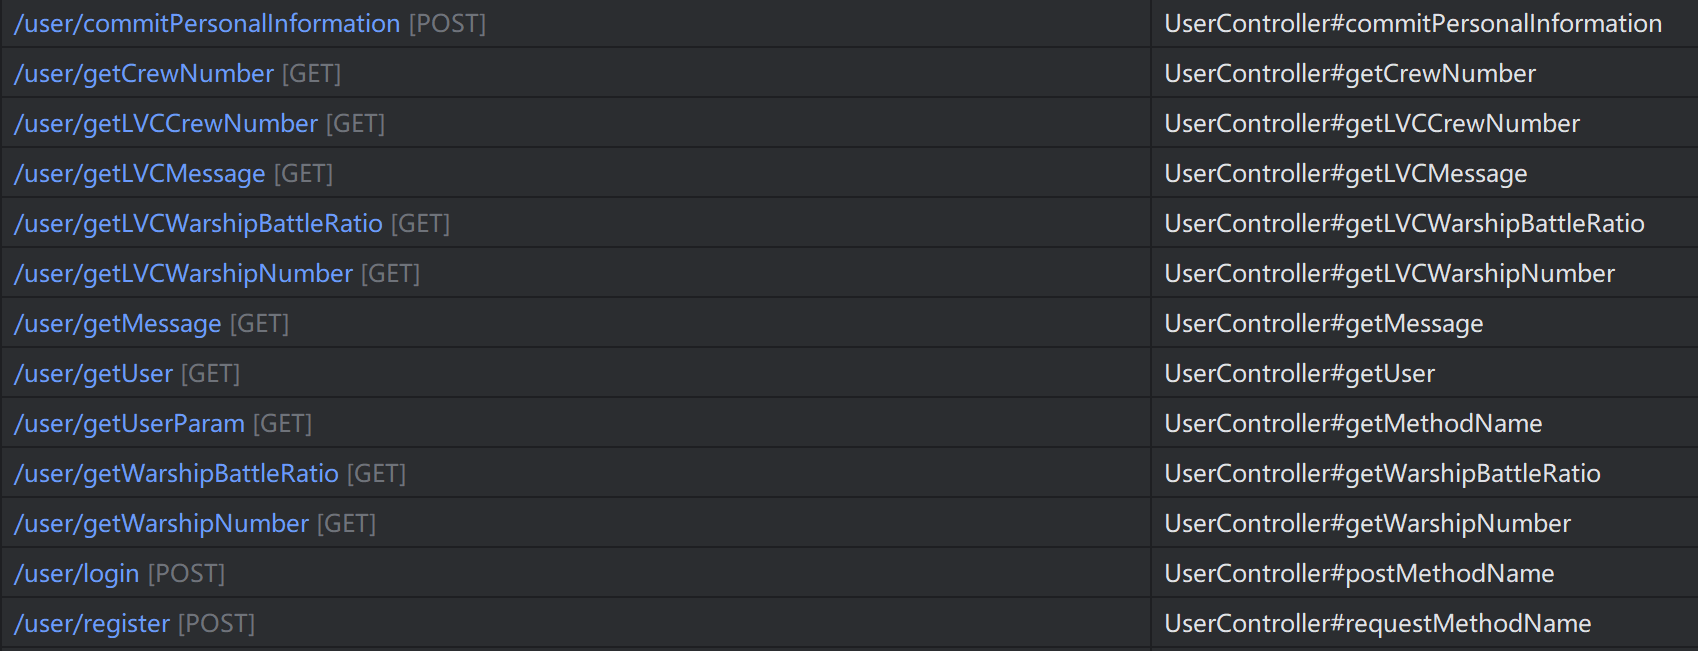 /user/commitPersonalInformation [POST] UserController#commitPersonalInformation
/user/getCrewNumber [GET] UserController#getCrewNumber
/user/getLVCCrewNumber [GET] UserController#getLVCCrewNumber
/user/getLVCMessage [GET] UserController#getLVCMessage
/user/getLVCWarshipBattleRatio [GET] UserController#getLVCWarshipBattleRatio
/user/getLVCWarshipNumber [GET] UserController#getLVCWarshipNumber
/user/getMessage [GET] UserController#getMessage
/user/getUser [GET] UserController#getUser
/user/getUserParam [GET] UserController#getMethodName
/user/getWarshipBattleRatio [GET] UserController#getWarshipBattleRatio
/user/getWarshipNumber [GET] UserController#getWarshipNumber
/user/login [POST] UserController#postMethodName
/user/register [POST] UserController#requestMethodName